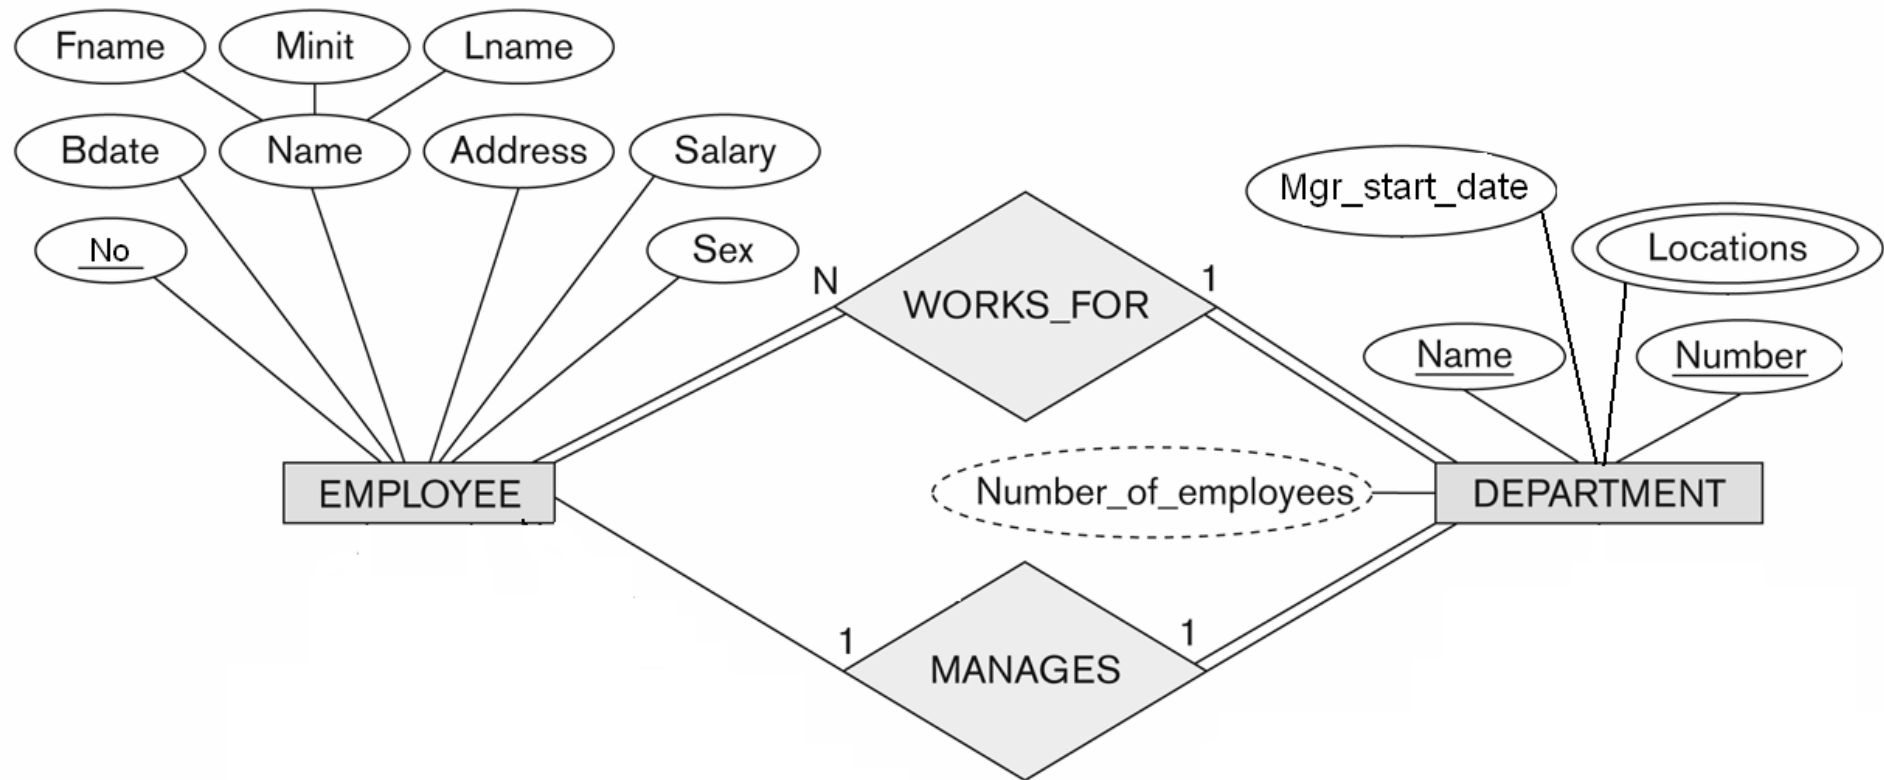 Fname
Minit
Lname
Bdate
Name
Address
Salary
No
Sex
Mgr_start_date
Locations
Name
Number
N
WORKS_FOR
1
EMPLOYEE
Number_of_employees
DEPARTMENT
1
MANAGES
1